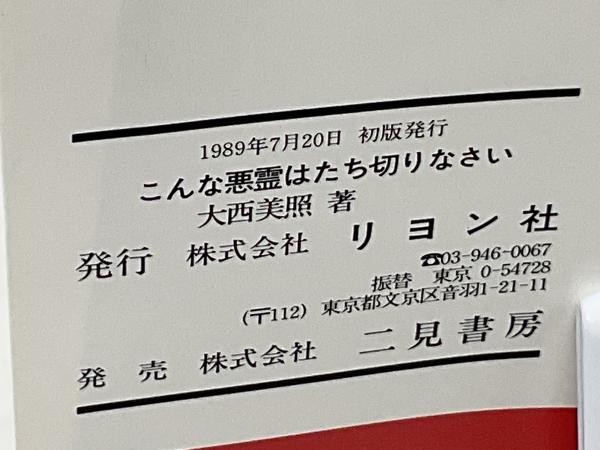 1989年7月20日 初版発行
こんな悪霊はたち切りなさい
大西美照 著
発行 株式会社 リヨン社
☎03-946-0067
振替 東京 0-54728
(〒112) 東京都文京区音羽1-21-11
発売 株式会社 二見書房